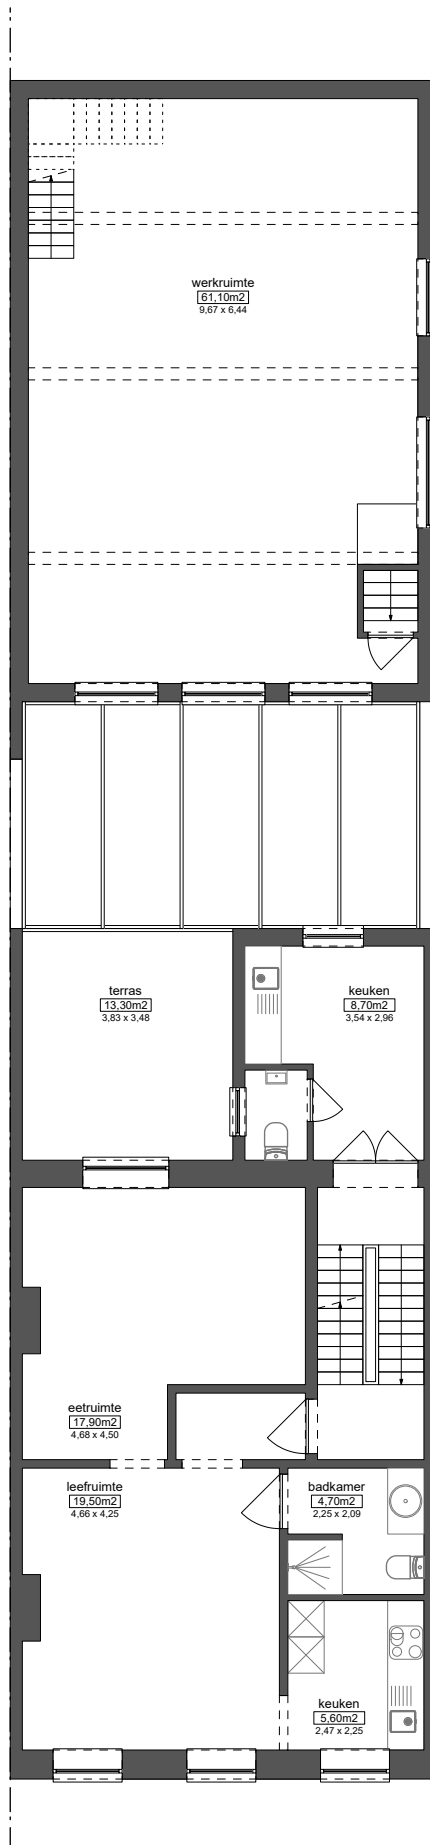 werkruimte
61,10m2
9,67 x 6,44
terras
13,30m2
3,83 x 3,48
keuken
8,70m2
3,54 x 2,96
eetruimte
17,90m2
4,68 x 4,50
leefruimte
19,50m2
4,66 x 4,25
badkamer
4,70m2
2,25 x 2,09
keuken
5,60m2
2,47 x 2,25